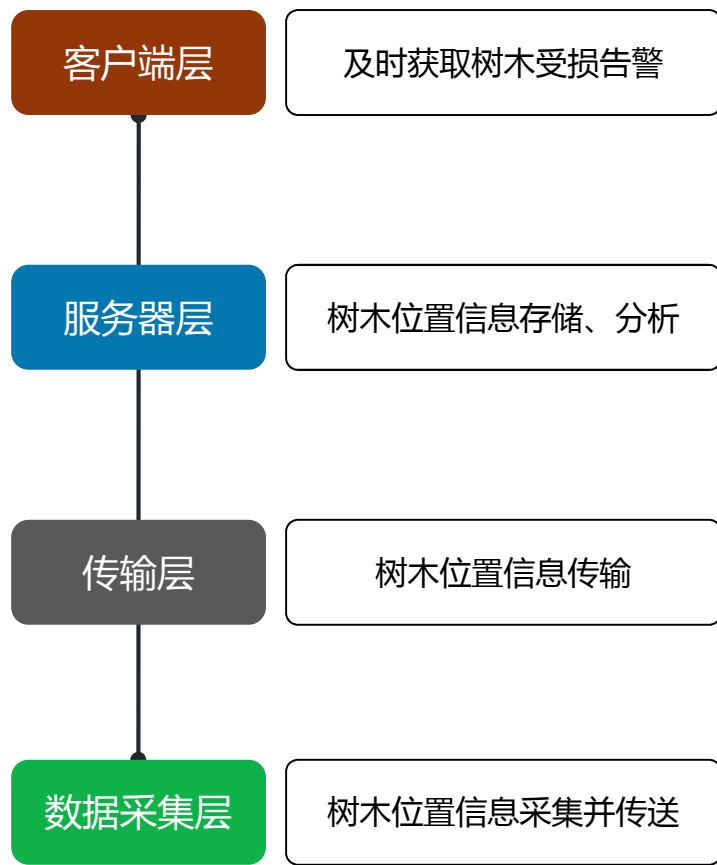 客户端层
及时获取树木受损告警
服务器层
树木位置信息存储、分析
传输层
树木位置信息传输
数据采集层
树木位置信息采集并传送